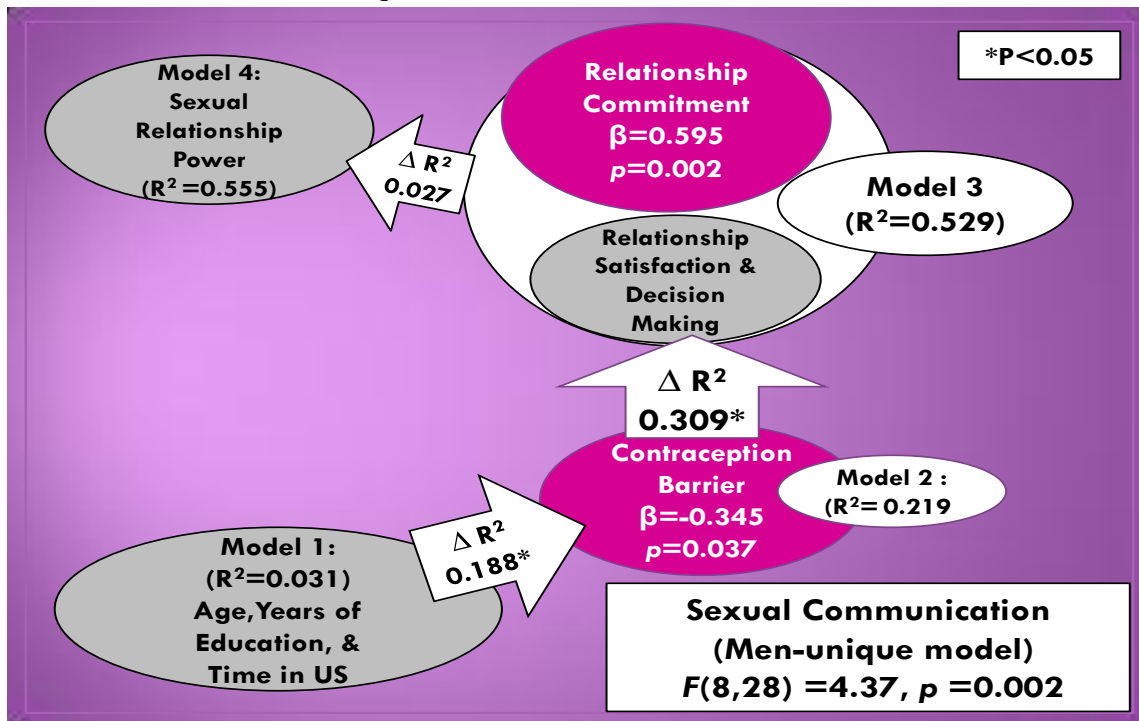 *P<0.05
Model 4:
Sexual
Relationship
Power
(R² =0.555)
Δ R²
0.027
Relationship
Commitment
β=0.595
p=0.002
Model 3
(R²=0.529)
Relationship
Satisfaction &
Decision
Making
Δ R²
0.309*
Contraception
Barrier
β=-0.345
p=0.037
Model 2 :
(R²= 0.219
Δ R²
0.188*
Model 1:
(R²=0.031)
Age, Years of
Education, &
Time in US
Sexual Communication
(Men-unique model)
F(8,28) =4.37, p =0.002